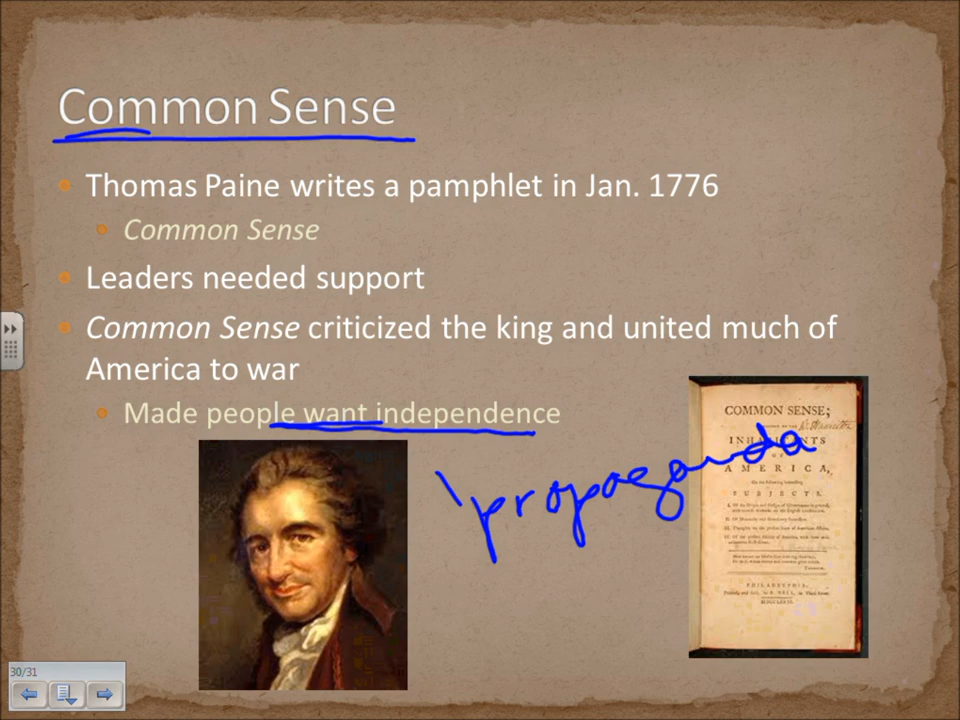 Common Sense
Thomas Paine writes a pamphlet in Jan. 1776
Common Sense
Leaders needed support
Common Sense criticized the king and united much of
America to war
Made people want independence
propaganda
COMMON SENSE;
INHABITANTS
OF
AMERICA,
SUBJECTS.
PHILADELPHIA
30/31